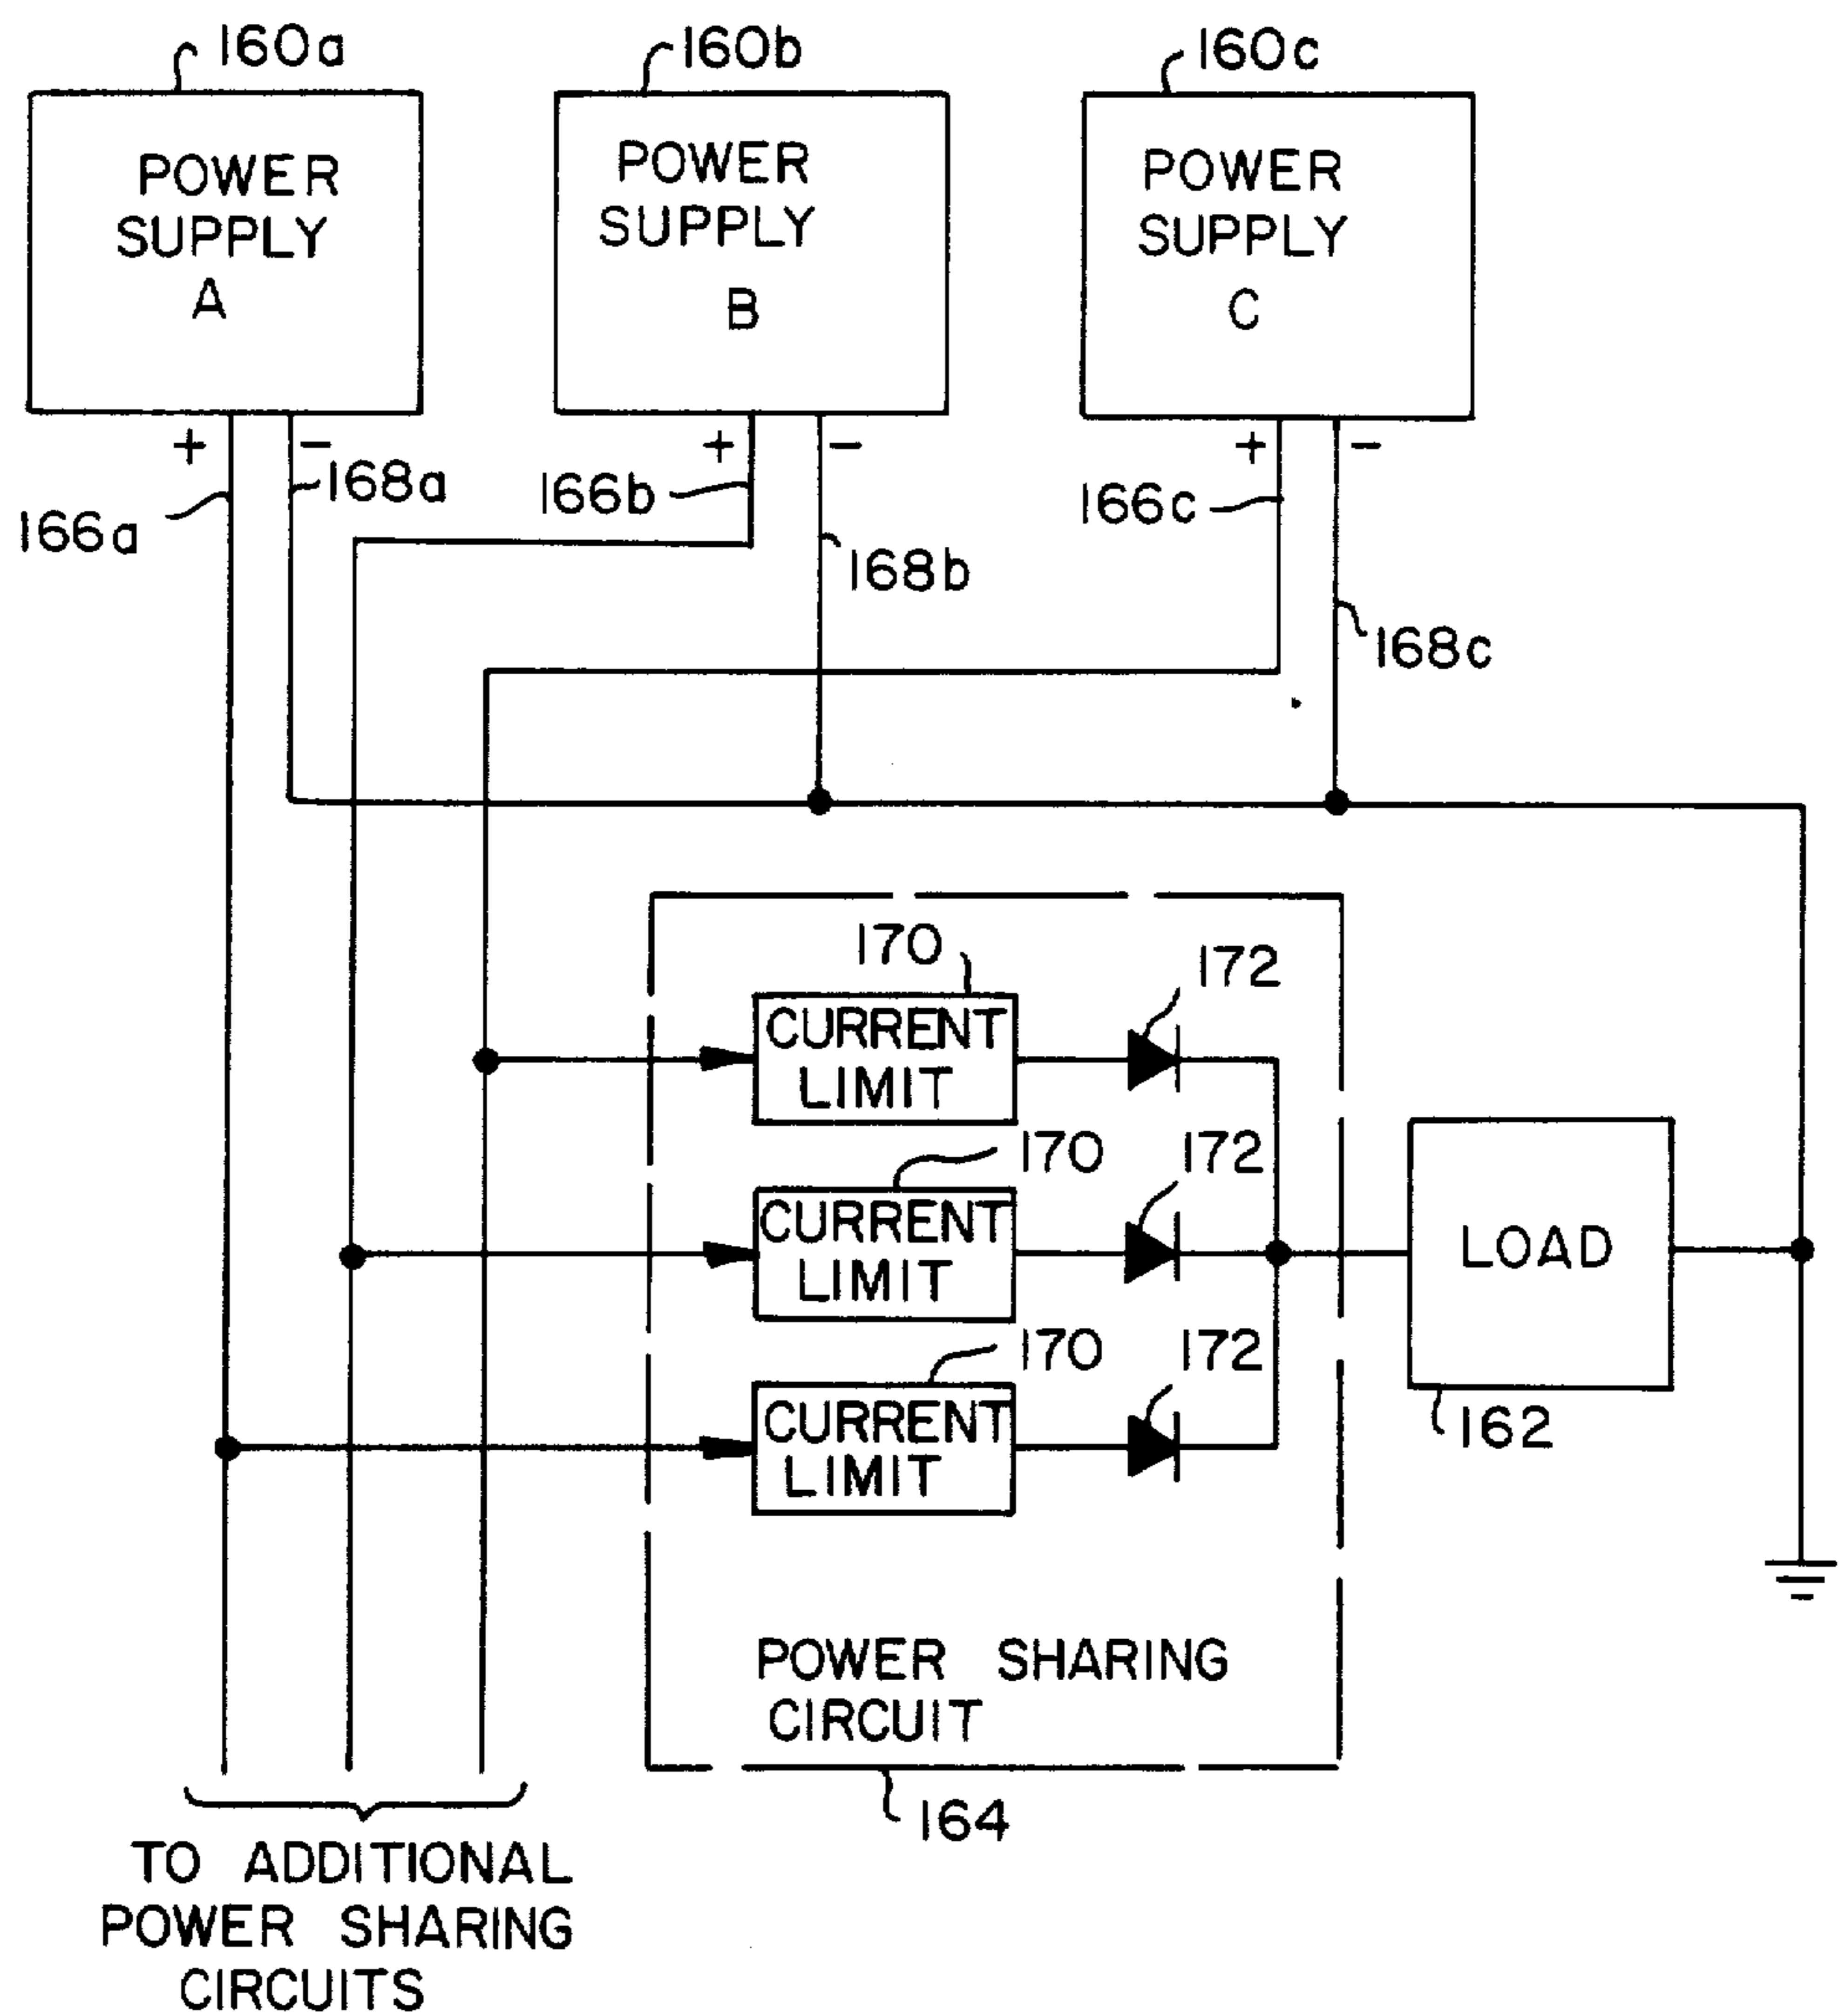 160a
160b
160c
POWER
SUPPLY
A
POWER
SUPPLY
B
POWER
SUPPLY
C
+
−
+
−
+
−
166a
168a
166b
168b
166c
168c
170
172
CURRENT
LIMIT
170
172
CURRENT
LIMIT
170
172
CURRENT
LIMIT
LOAD
162
POWER SHARING
CIRCUIT
164
TO ADDITIONAL
POWER SHARING
CIRCUITS